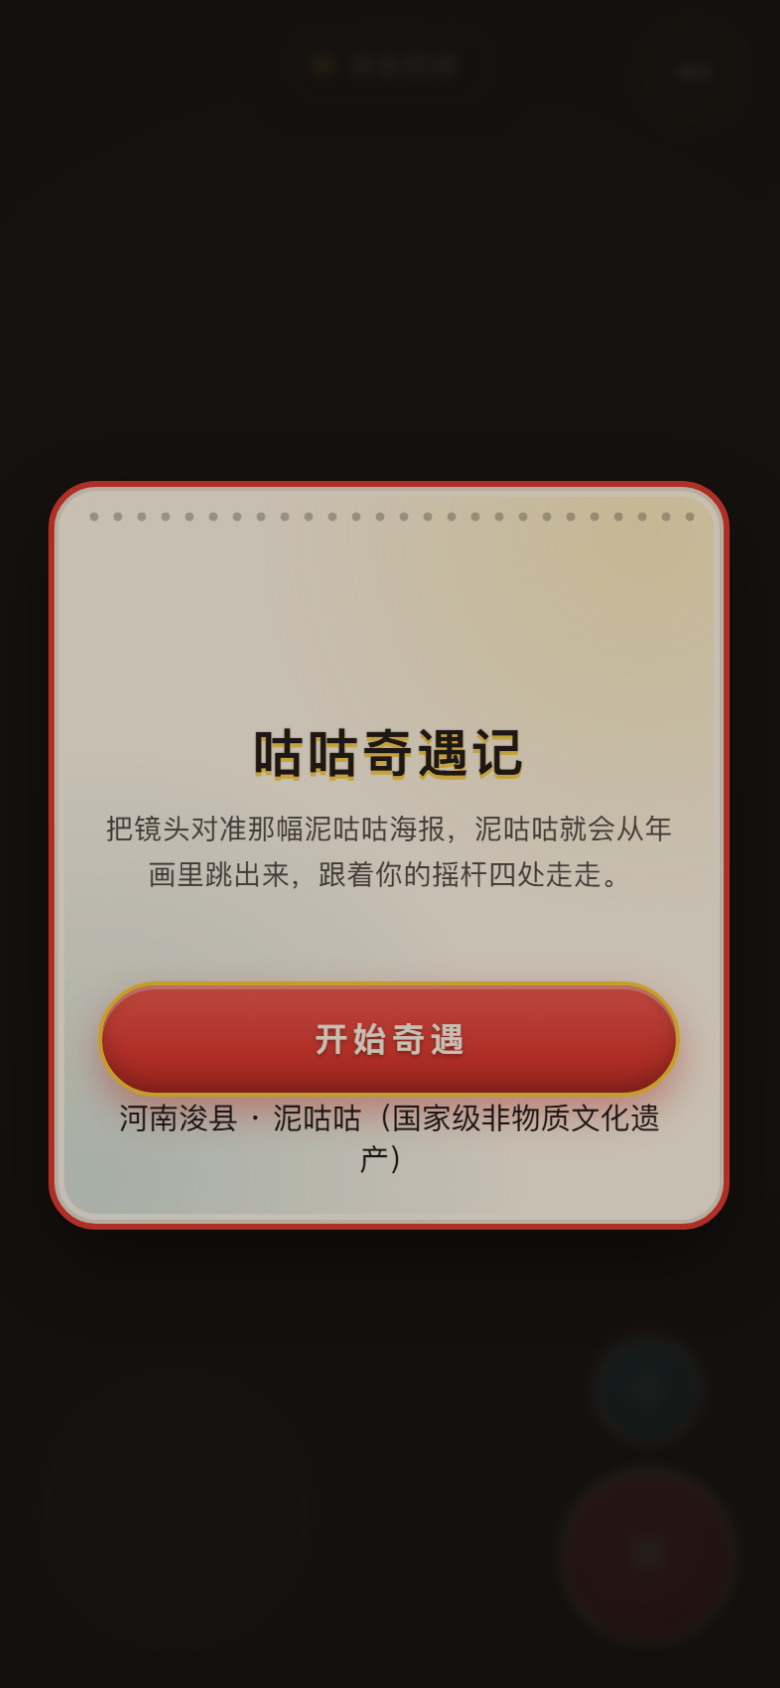 咕咕奇遇记
把镜头对准那幅泥咕咕海报，泥咕咕就会从年
画里跳出来，跟着你的摇杆四处走走。
开始奇遇
河南浚县 · 泥咕咕（国家级非物质文化遗
产）